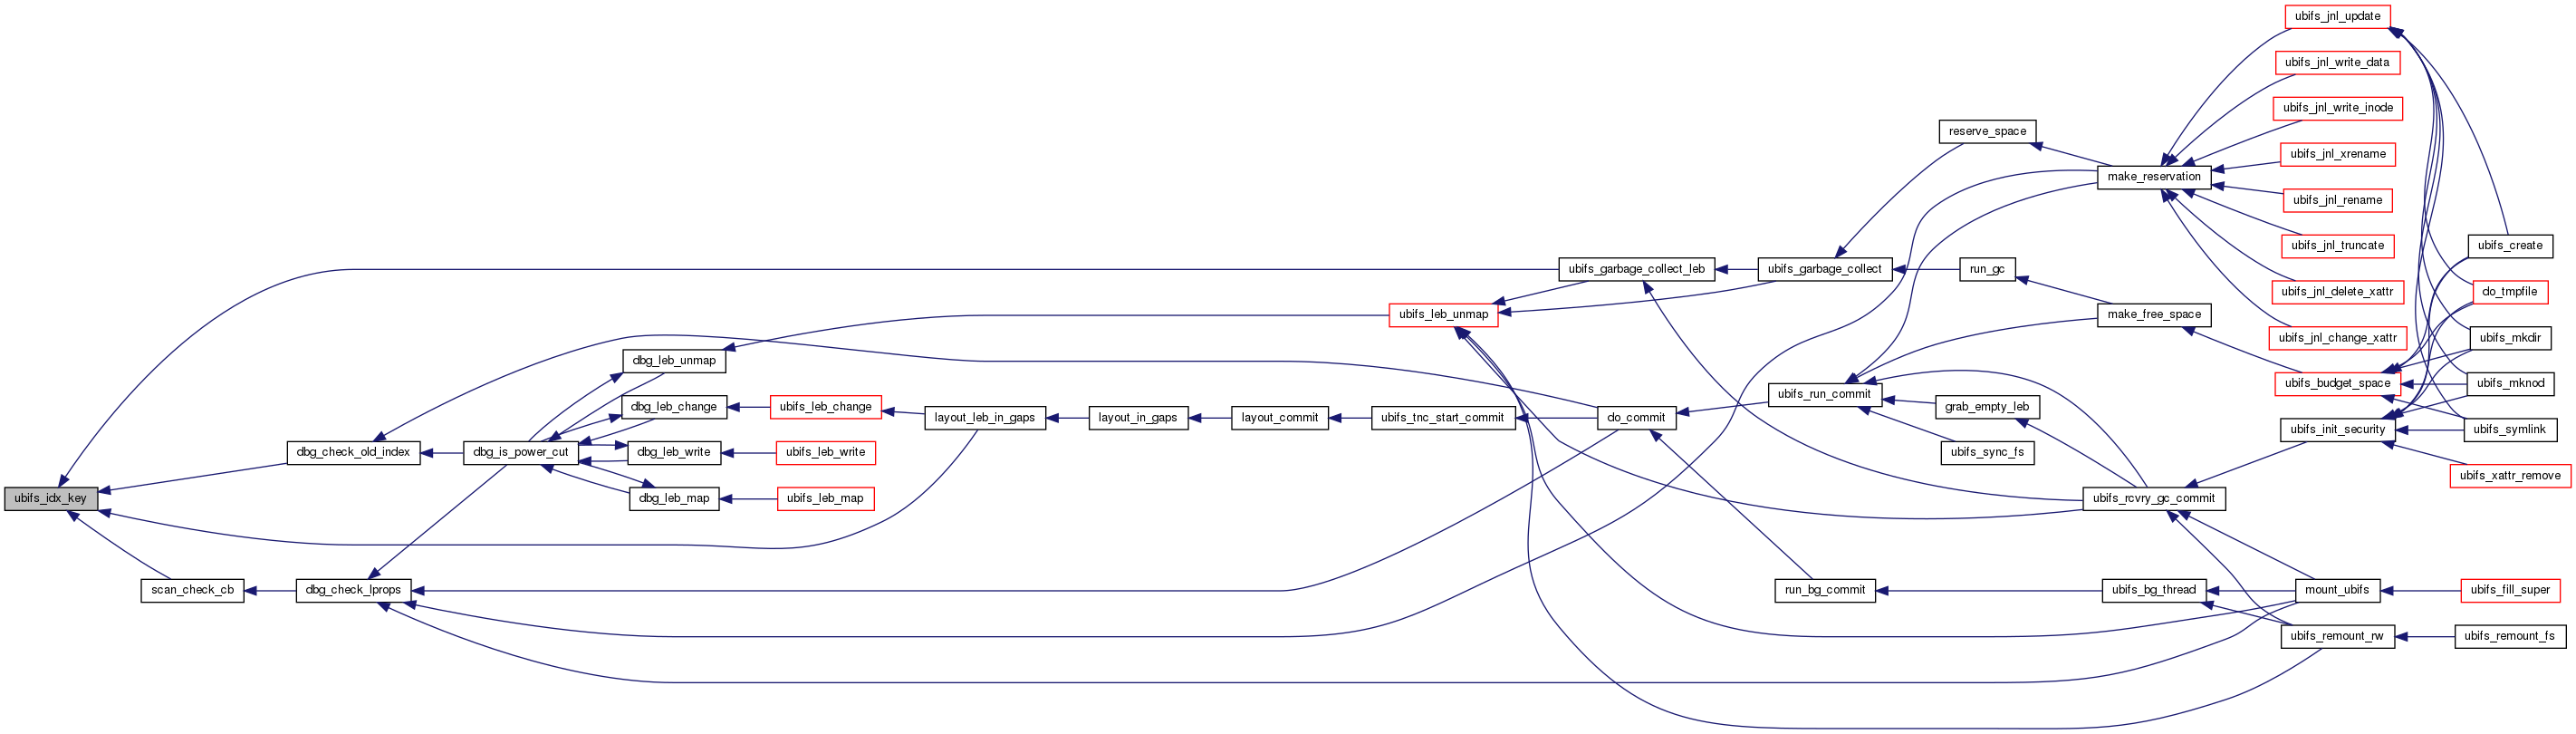 ubifs_idx_key
dbg_check_old_index
scan_check_cb
dbg_check_lprops
dbg_is_power_cut
dbg_leb_unmap
dbg_leb_change
dbg_leb_write
dbg_leb_map
ubifs_leb_change
ubifs_leb_write
ubifs_leb_map
ubifs_garbage_collect_leb
ubifs_leb_unmap
layout_leb_in_gaps
layout_in_gaps
layout_commit
ubifs_tnc_start_commit
do_commit
ubifs_garbage_collect
ubifs_run_commit
run_bg_commit
reserve_space
run_gc
grab_empty_leb
ubifs_sync_fs
make_reservation
make_free_space
ubifs_rcvry_gc_commit
ubifs_bg_thread
ubifs_jnl_update
ubifs_jnl_write_data
ubifs_jnl_write_inode
ubifs_jnl_xrename
ubifs_jnl_rename
ubifs_jnl_truncate
ubifs_jnl_delete_xattr
ubifs_jnl_change_xattr
ubifs_budget_space
ubifs_init_security
mount_ubifs
ubifs_remount_rw
ubifs_create
do_tmpfile
ubifs_mkdir
ubifs_mknod
ubifs_symlink
ubifs_xattr_remove
ubifs_fill_super
ubifs_remount_fs